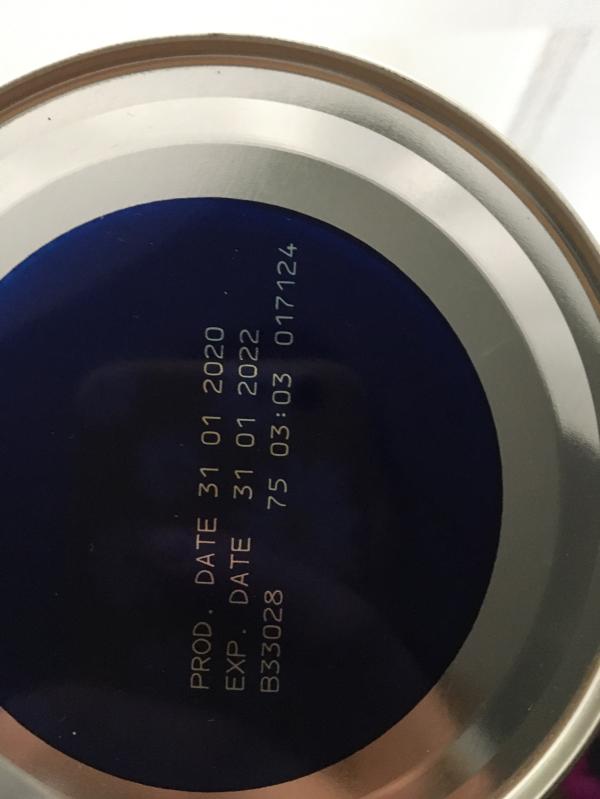 PROD. DATE 31 01 2020
EXP. DATE 31 01 2022
B33028 75 03:03 017124